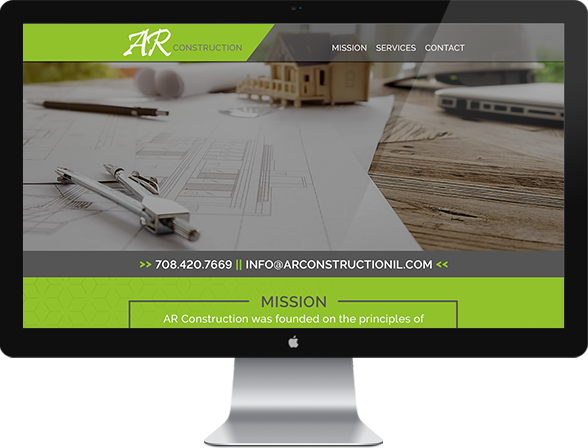 AR CONSTRUCTION
MISSION SERVICES CONTACT
>> 708.420.7669 || INFO@ARCONSTRUCTIONIL.COM <<
MISSION
AR Construction was founded on the principles of